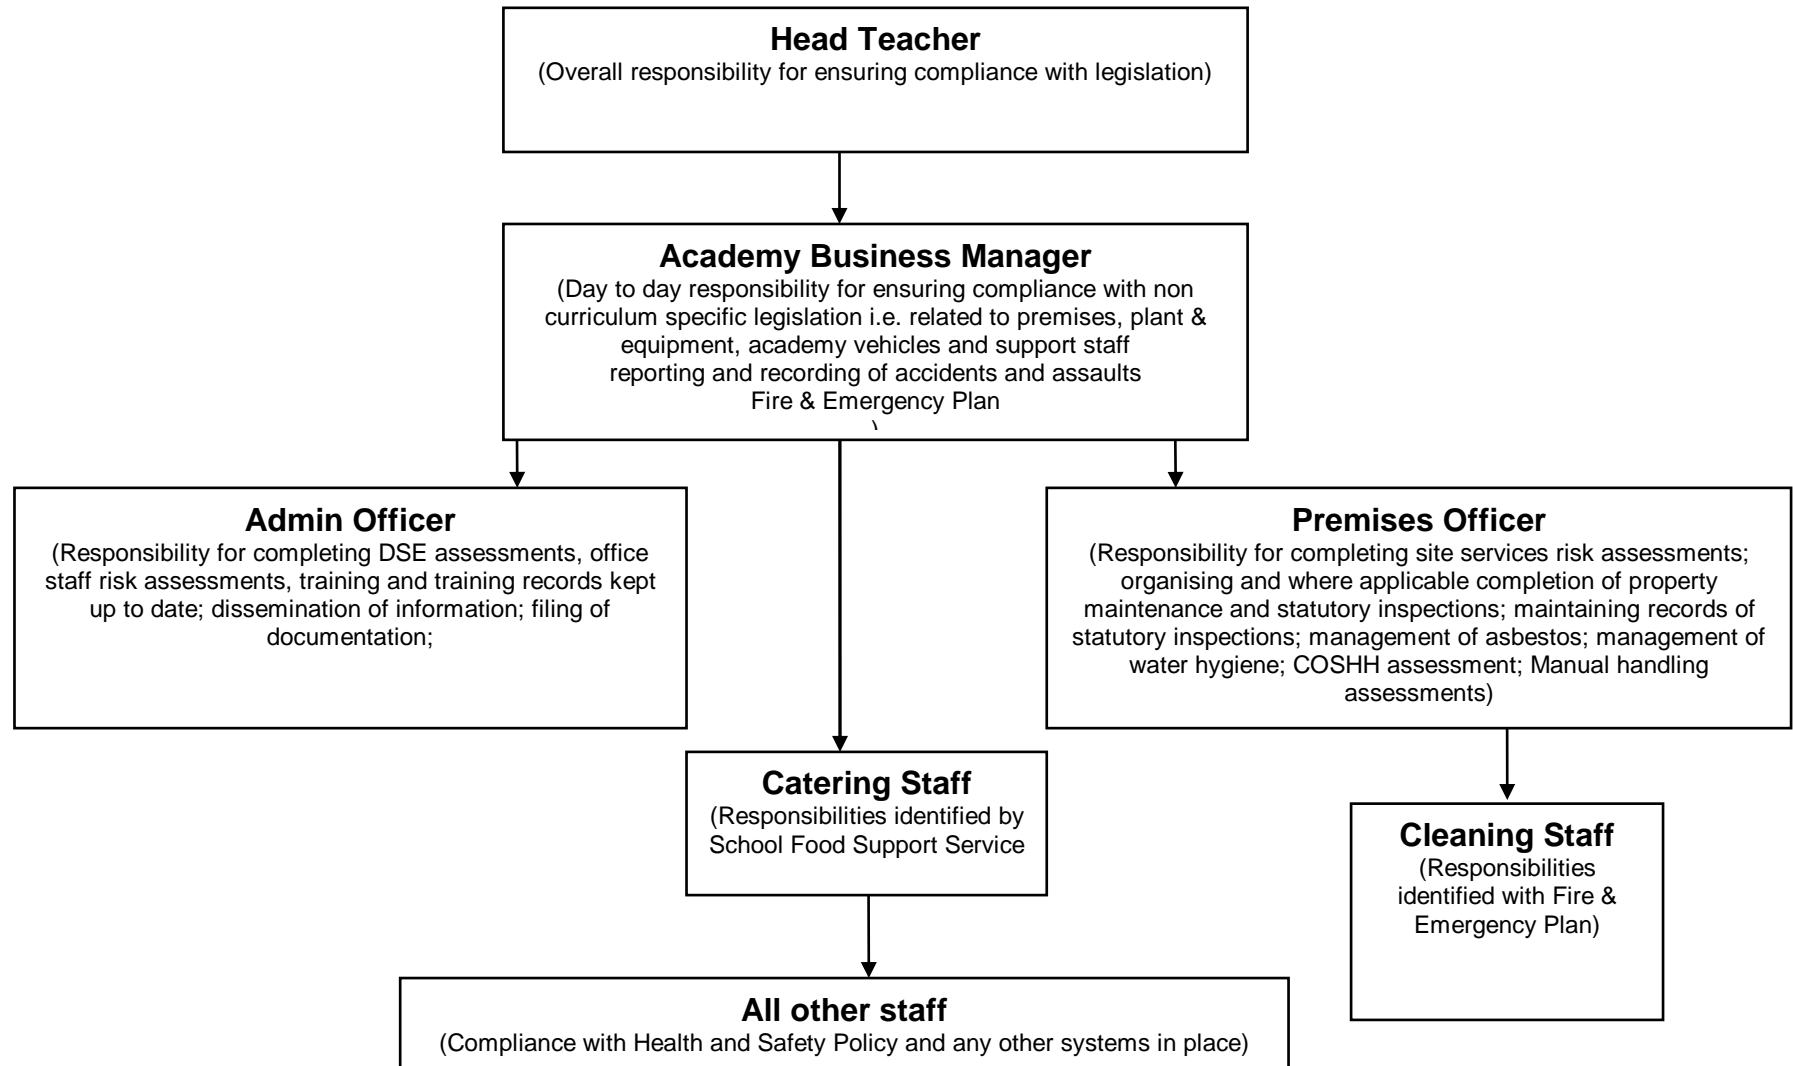 Head Teacher
(Overall responsibility for ensuring compliance with legislation)
Academy Business Manager
(Day to day responsibility for ensuring compliance with non
curriculum specific legislation i.e. related to premises, plant &
equipment, academy vehicles and support staff
reporting and recording of accidents and assaults
Fire & Emergency Plan
)
Admin Officer
(Responsibility for completing DSE assessments, office
staff risk assessments, training and training records kept
up to date; dissemination of information; filing of
documentation;
Premises Officer
(Responsibility for completing site services risk assessments;
organising and where applicable completion of property
maintenance and statutory inspections; maintaining records of
statutory inspections; management of asbestos; management of
water hygiene; COSHH assessment; Manual handling
assessments)
Catering Staff
(Responsibilities identified by
School Food Support Service
Cleaning Staff
(Responsibilities
identified with Fire &
Emergency Plan)
All other staff
(Compliance with Health and Safety Policy and any other systems in place)